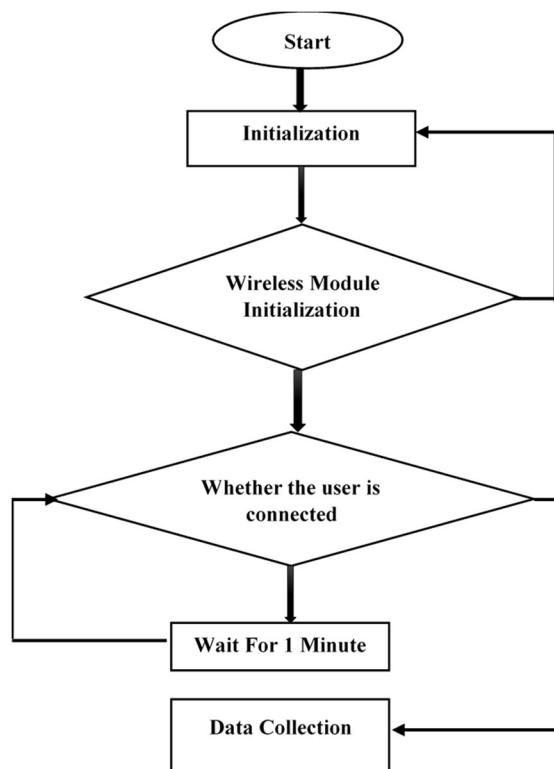 Start
Initialization
Wireless Module
Initialization
Whether the user is
connected
Wait For 1 Minute
Data Collection